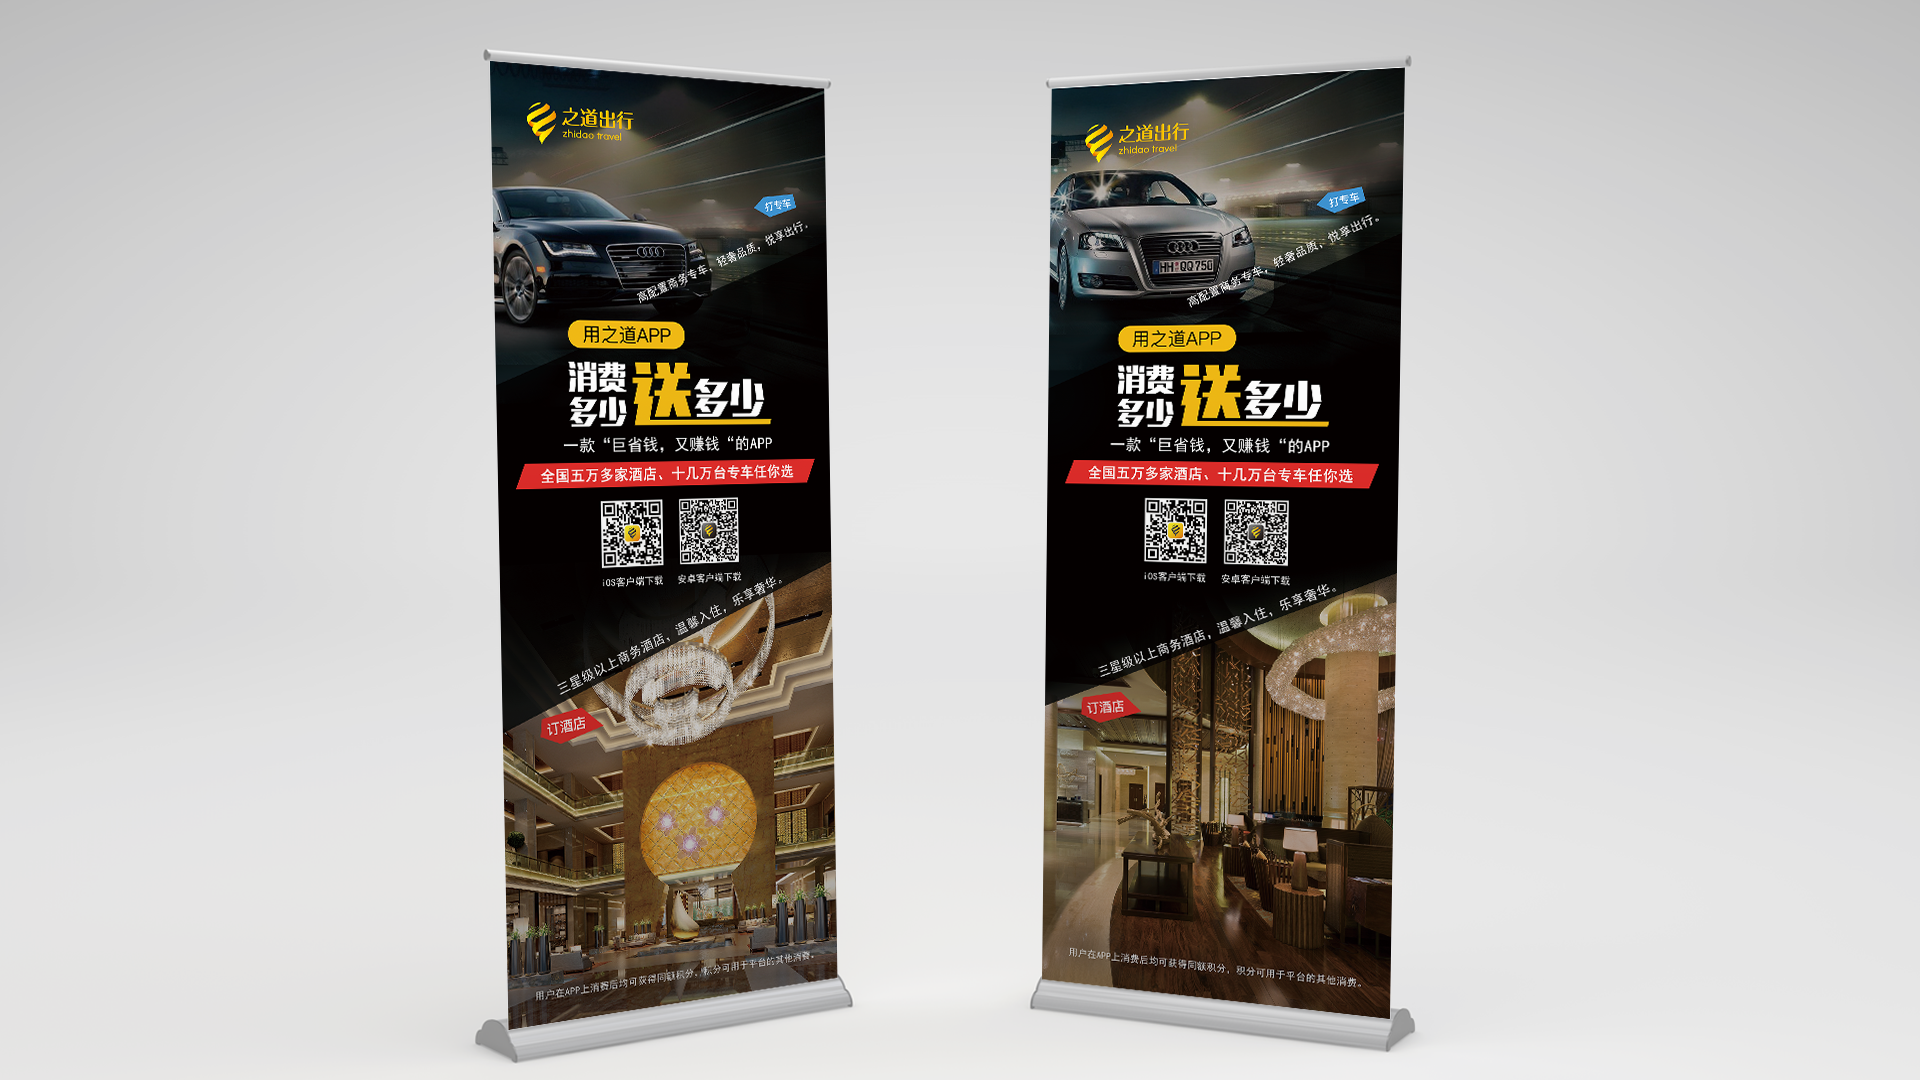 之道出行
zhidao travel
打专车
高配置商务专车，轻奢品质，悦享出行。
用之道APP
消费
多少
送多少
一款“巨省钱，又赚钱“的APP
全国五万多家酒店、十几万台专车任你选
iOS客户端下载
安卓客户端下载
三星级以上商务酒店，温馨入住，乐享奢华。
订酒店
用户在APP上消费后均可获得同额积分，积分可用于平台的其他消费。
之道出行
zhidao travel
打专车
HH QQ 750
高配置商务专车，轻奢品质，悦享出行。
用之道APP
消费
多少
送多少
一款“巨省钱，又赚钱“的APP
全国五万多家酒店、十几万台专车任你选
iOS客户端下载
安卓客户端下载
三星级以上商务酒店，温馨入住，乐享奢华。
订酒店
用户在APP上消费后均可获得同额积分，积分可用于平台的其他消费。